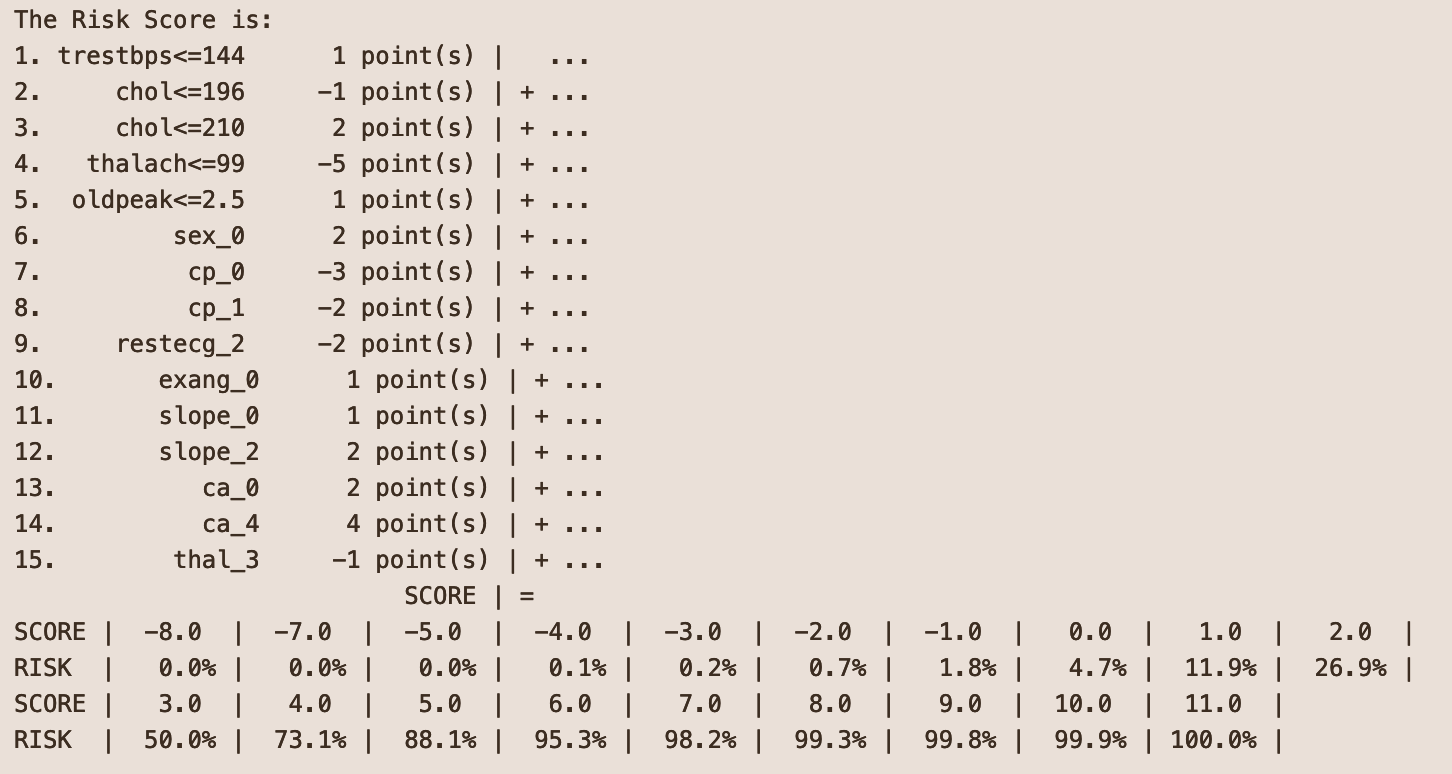 The Risk Score is:
1. trestbps<=144      1 point(s) |   ...
2.     chol<=196     -1 point(s) | + ...
3.     chol<=210      2 point(s) | + ...
4.   thalach<=99     -5 point(s) | + ...
5.  oldpeak<=2.5      1 point(s) | + ...
6.         sex_0      2 point(s) | + ...
7.          cp_0     -3 point(s) | + ...
8.          cp_1     -2 point(s) | + ...
9.     restecg_2     -2 point(s) | + ...
10.       exang_0      1 point(s) | + ...
11.       slope_0      1 point(s) | + ...
12.       slope_2      2 point(s) | + ...
13.          ca_0      2 point(s) | + ...
14.          ca_4      4 point(s) | + ...
15.        thal_3     -1 point(s) | + ...
                           SCORE | =
SCORE |  -8.0  |  -7.0  |  -5.0  |  -4.0  |  -3.0  |  -2.0  |  -1.0  |   0.0  |   1.0  |   2.0  |
RISK  |   0.0% |   0.0% |   0.0% |   0.1% |   0.2% |   0.7% |   1.8% |   4.7% |  11.9% |  26.9% |
SCORE |   3.0  |   4.0  |   5.0  |   6.0  |   7.0  |   8.0  |   9.0  |  10.0  |  11.0  |
RISK  |  50.0% |  73.1% |  88.1% |  95.3% |  98.2% |  99.3% |  99.8% |  99.9% | 100.0% |